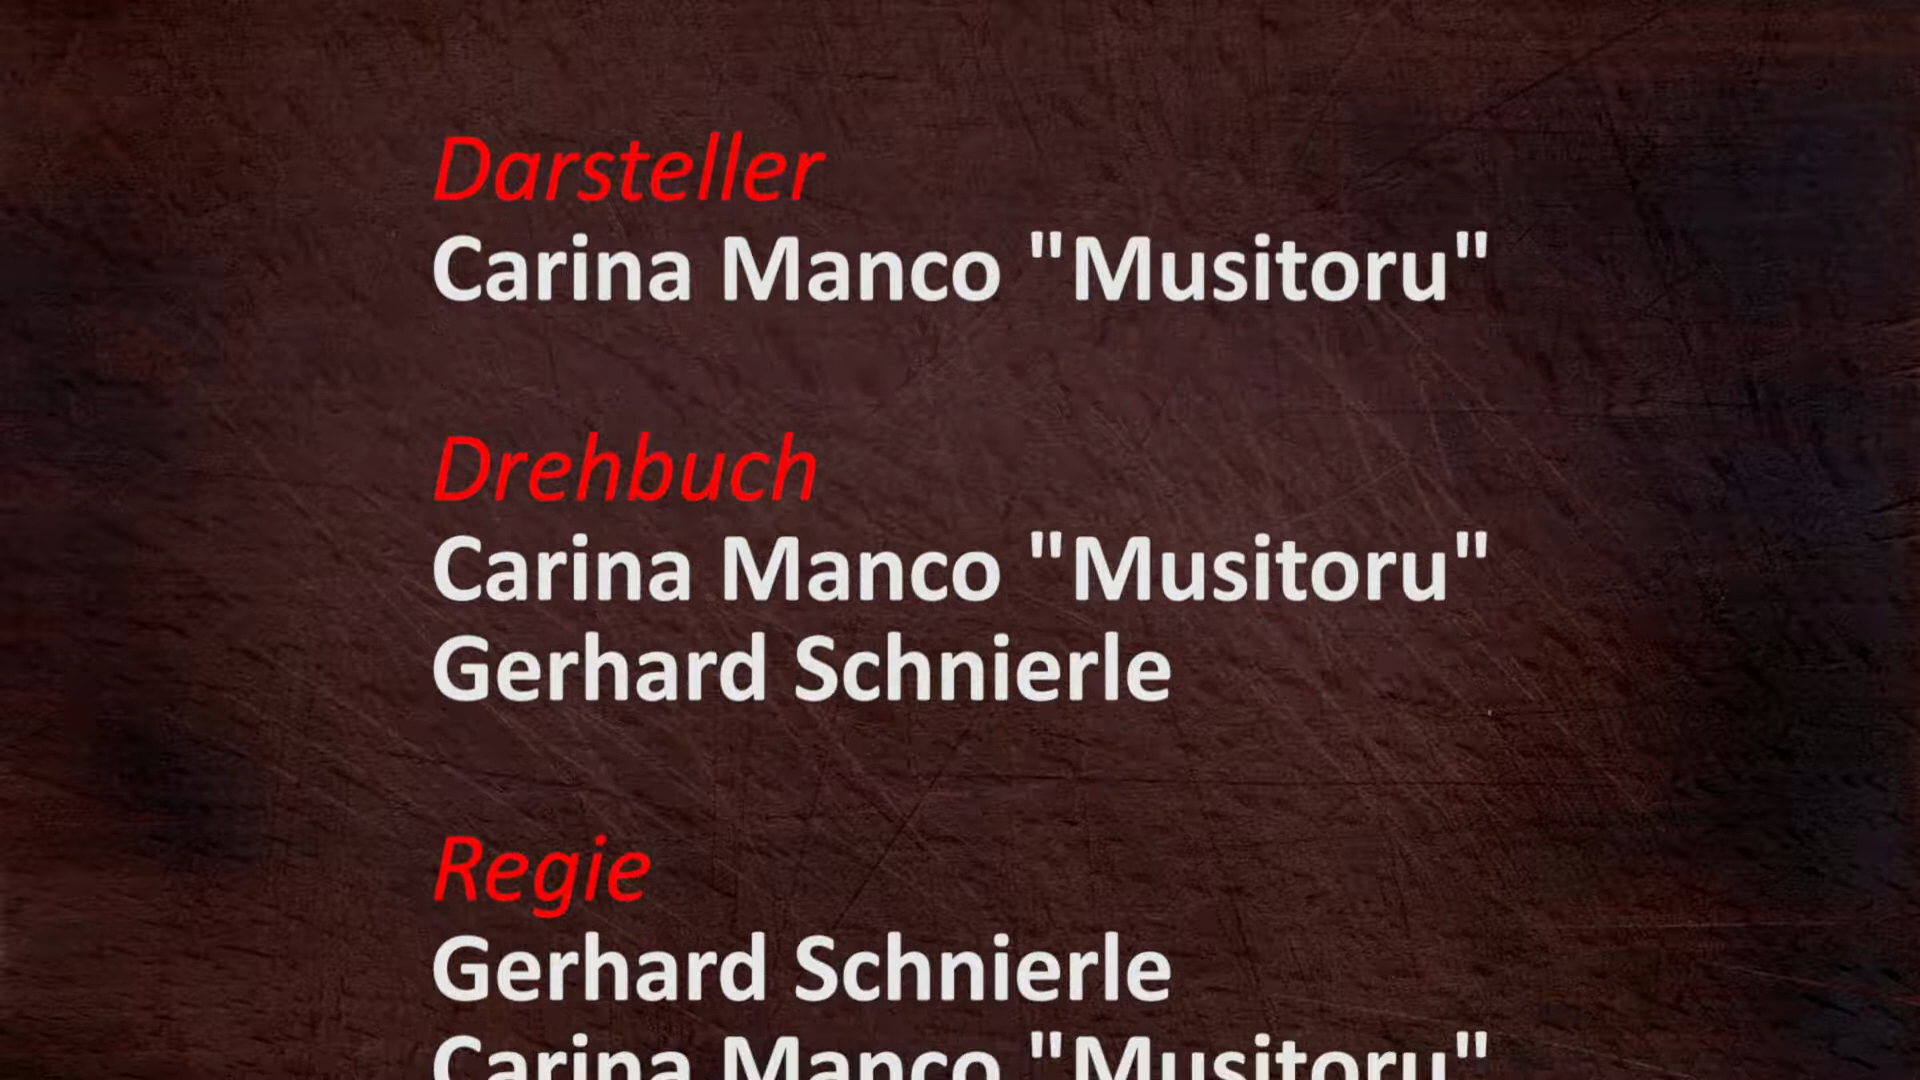 Darsteller
Carina Manco "Musitoru"
Drehbuch
Carina Manco "Musitoru"
Gerhard Schnierle
Regie
Gerhard Schnierle
Carina Manco "Musitoru"